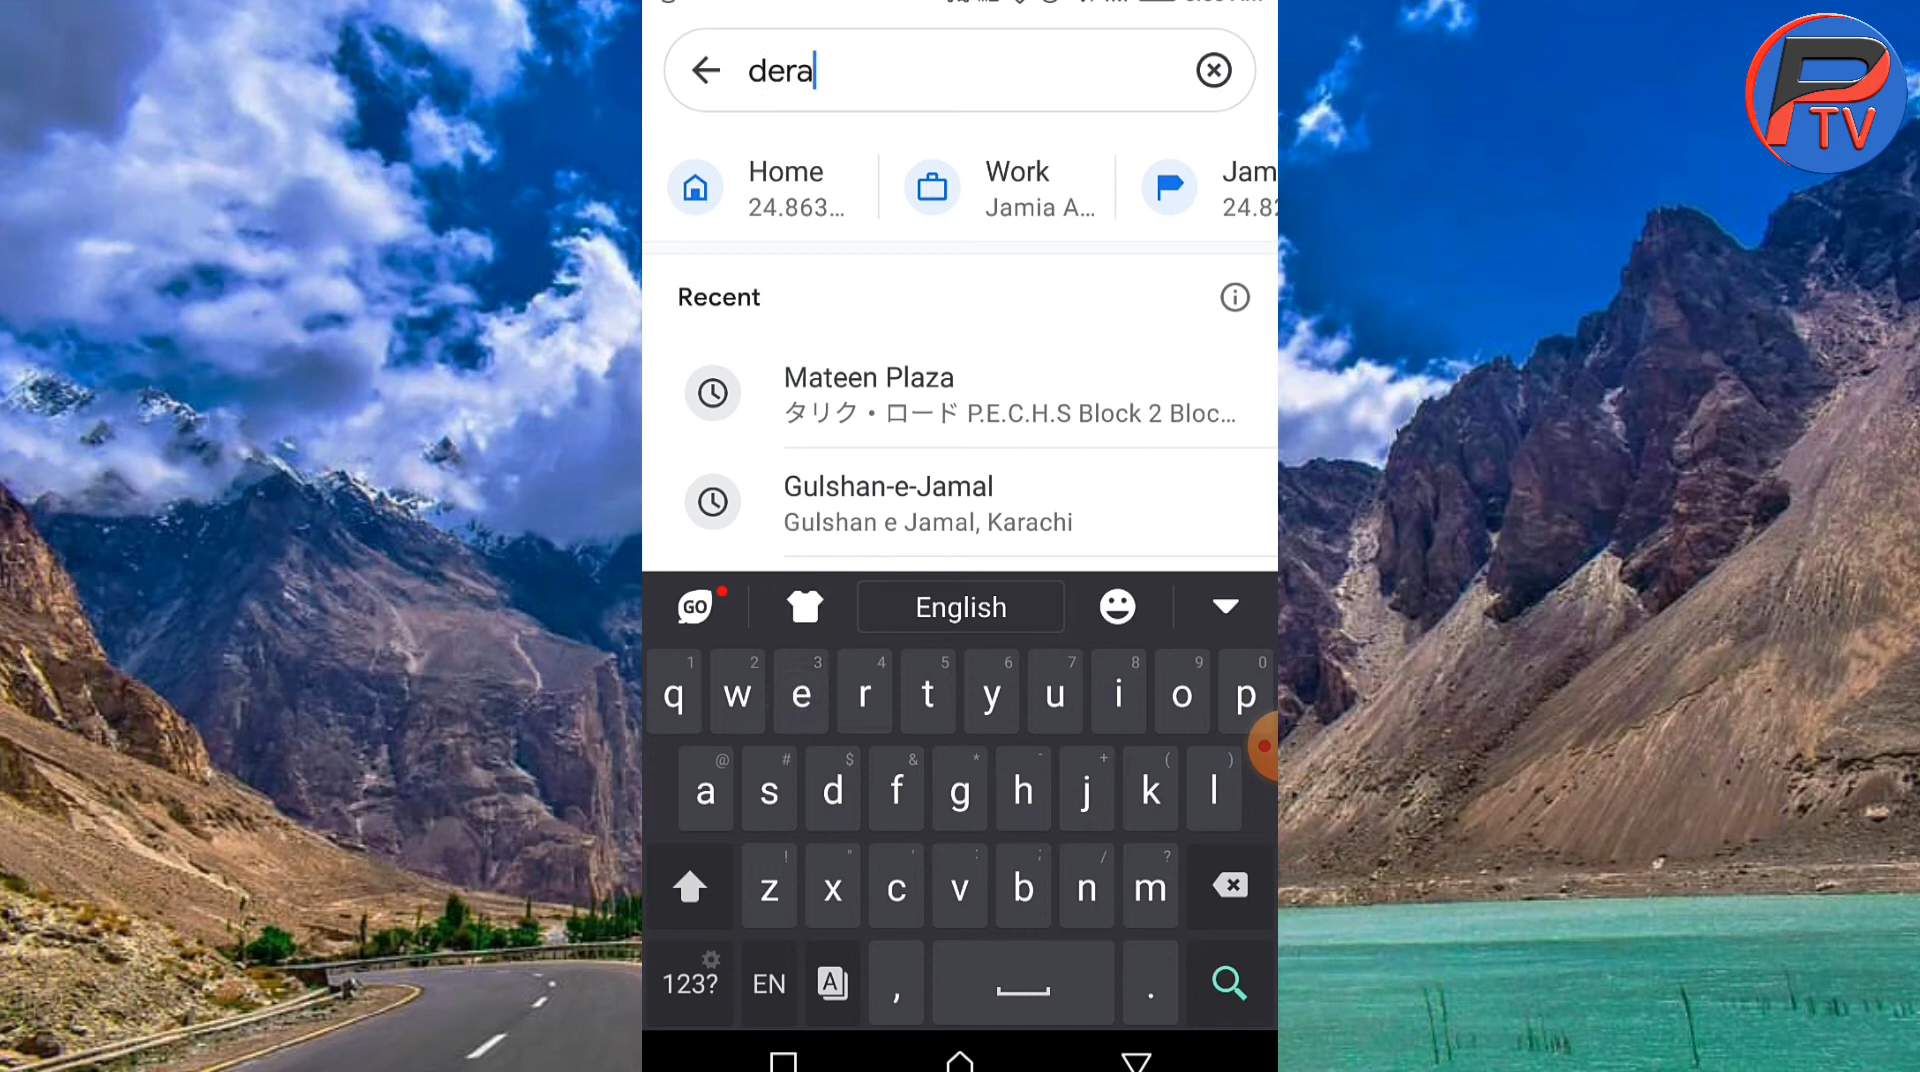 dera
Home
24.863...
Work
Jamia A...
Jam
24.82
Recent
Mateen Plaza
タリク・ロード P.E.C.H.S Block 2 Bloc...
Gulshan-e-Jamal
Gulshan e Jamal, Karachi
GO
English
1 2 3 4 5 6 7 8 9 0
q w e r t y u i o p
@ # $ & * - + ( )
a s d f g h j k l
! " ' : ; / ?
z x c v b n m
123? EN A , .
P
TV